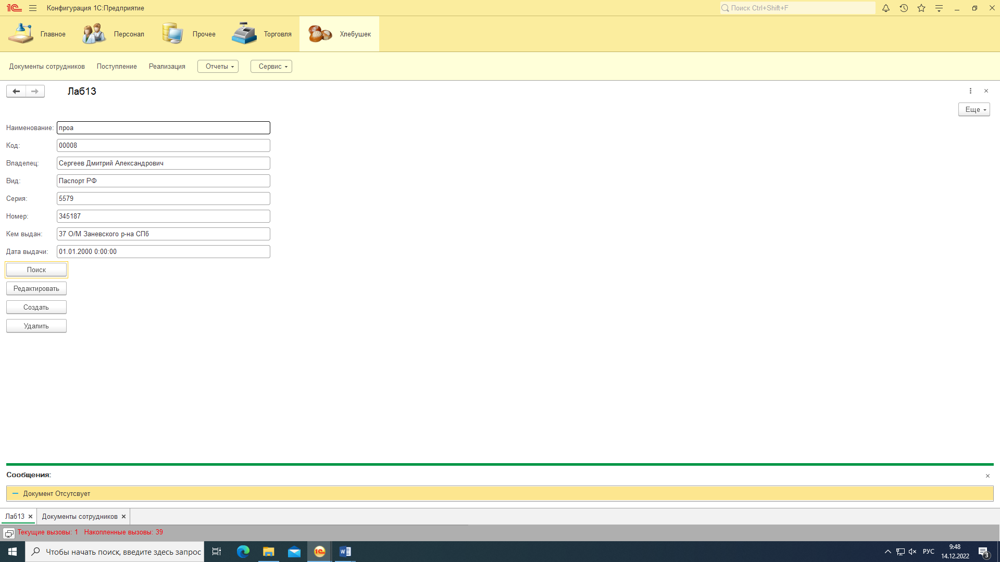 1С Конфигурация 1С:Предприятие Поиск Ctrl+Shift+F
Главное Персонал Прочее Торговля Хлебушек
Документы сотрудников Поступление Реализация Отчеты Сервис
Лаб13
Еще
Наименование: проа
Код: 00008
Владелец: Сергеев Дмитрий Александрович
Вид: Паспорт РФ
Серия: 5579
Номер: 345187
Кем выдан: 37 О/М Заневского р-на СПб
Дата выдачи: 01.01.2000 0:00:00
Поиск
Редактировать
Создать
Удалить
Сообщения:
Документ Отсутсвует
Лаб13 Документы сотрудников
Текущие вызовы: 1 Накопленные вызовы: 39
Чтобы начать поиск, введите здесь запрос
РУС
9:48
14.12.2022
3